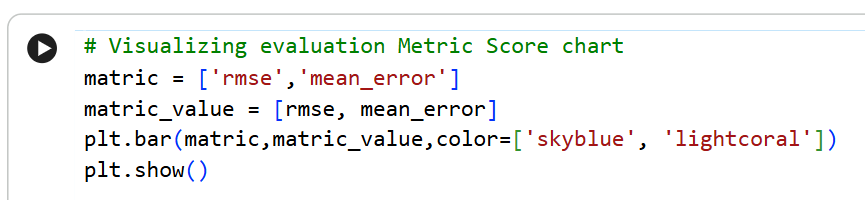 # Visualizing evaluation Metric Score chart
matric = ['rmse','mean_error']
matric_value = [rmse, mean_error]
plt.bar(matric,matric_value,color=['skyblue', 'lightcoral'])
plt.show()